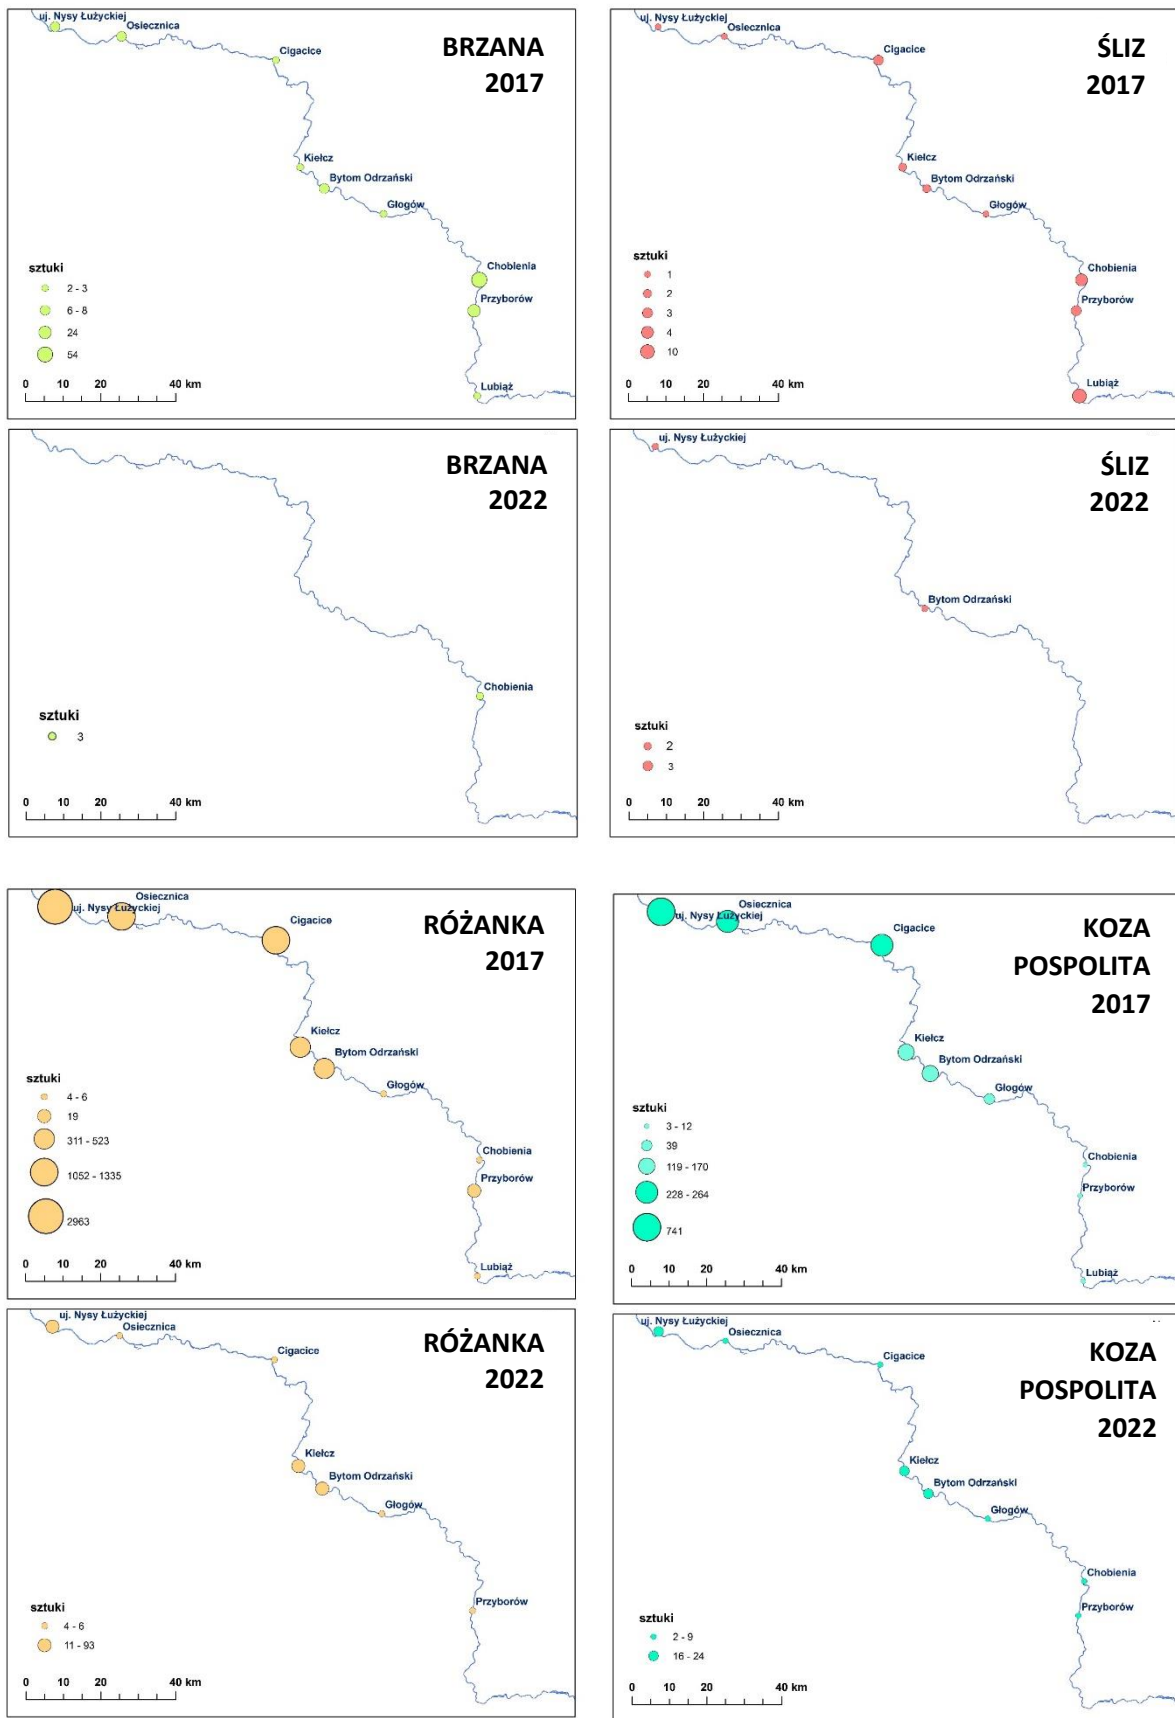 uj. Nysy Łużyckiej
Osiecznica
Cigacice
BRZANA
2017
Kiełcz
Bytom Odrzański
Głogów
Chobienia
Przyborów
Lubiąż
sztuki
2 - 3
6 - 8
24
54
0 10 20 40 km
uj. Nysy Łużyckiej
Osiecznica
Cigacice
ŚLIZ
2017
Kiełcz
Bytom Odrzański
Głogów
Chobienia
Przyborów
Lubiąż
sztuki
1
2
3
4
10
0 10 20 40 km
BRZANA
2022
Chobienia
sztuki
3
0 10 20 40 km
uj. Nysy Łużyckiej
ŚLIZ
2022
Bytom Odrzański
sztuki
2
3
0 10 20 40 km
Osiecznica
uj. Nysy Łużyckiej
Cigacice
RÓŻANKA
2017
Kiełcz
Bytom Odrzański
Głogów
Chobienia
Przyborów
Lubiąż
sztuki
4 - 6
19
311 - 523
1052 - 1335
2963
0 10 20 40 km
Osiecznica
uj. Nysy Łużyckiej
Cigacice
KOZA
POSPOLITA
2017
Kiełcz
Bytom Odrzański
Głogów
Chobienia
Przyborów
Lubiąż
sztuki
3 - 12
39
119 - 170
228 - 264
741
0 10 20 40 km
uj. Nysy Łużyckiej
Osiecznica
Cigacice
RÓŻANKA
2022
Kiełcz
Bytom Odrzański
Głogów
Przyborów
sztuki
4 - 6
11 - 93
0 10 20 40 km
uj. Nysy Łużyckiej
Osiecznica
Cigacice
KOZA
POSPOLITA
2022
Kiełcz
Bytom Odrzański
Głogów
Chobienia
Przyborów
sztuki
2 - 9
16 - 24
0 10 20 40 km